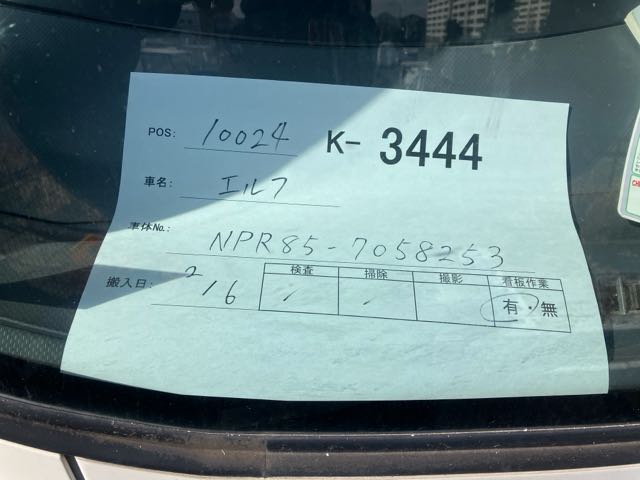 POS: 10024 K- 3444
車名: エルフ
車体No.: NPR85-7058253
搬入日: 2/16
検査 掃除 撮影 看板作業
有・無